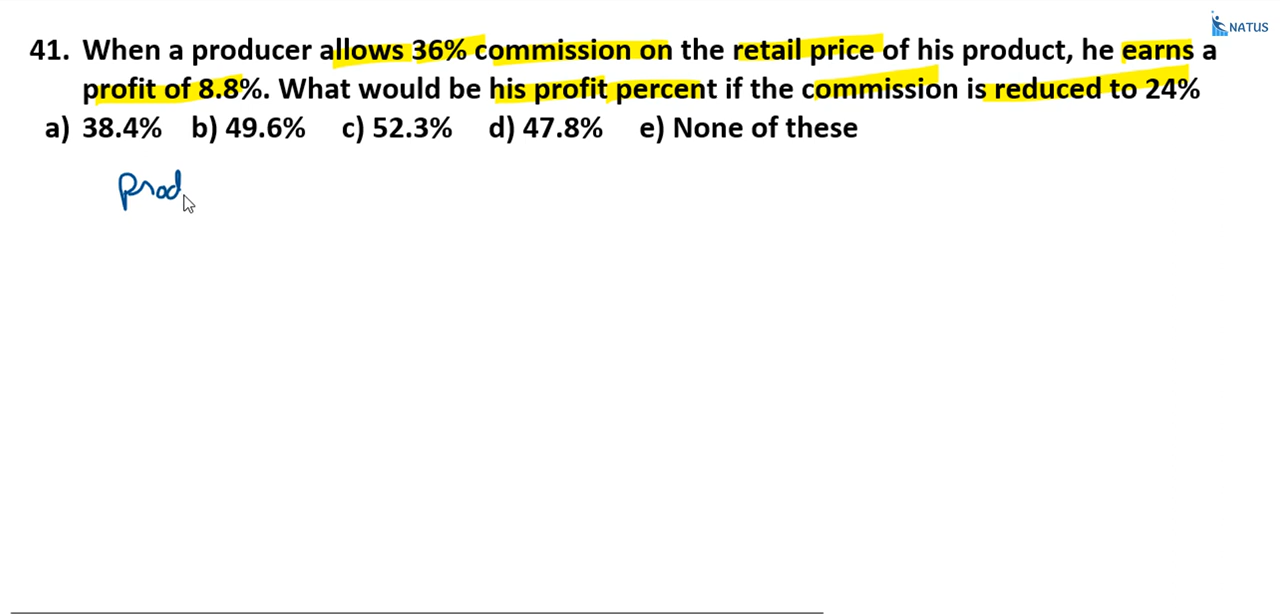 NATUS
41. When a producer allows 36% commission on the retail price of his product, he earns a
profit of 8.8%. What would be his profit percent if the commission is reduced to 24%
a) 38.4% b) 49.6% c) 52.3% d) 47.8% e) None of these
Prod